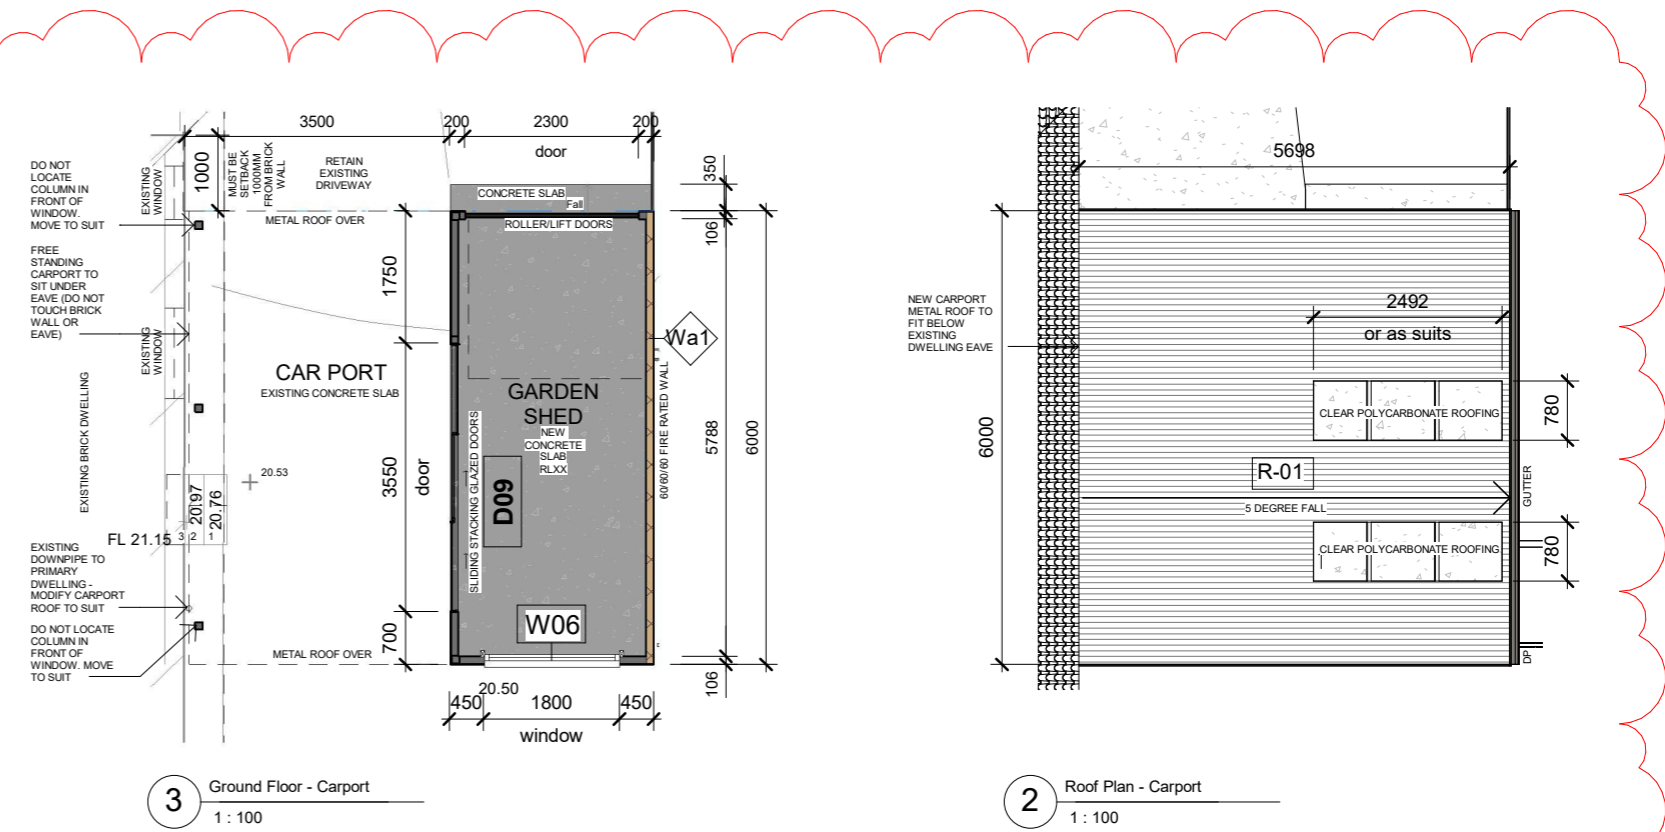 3500
200
2300
200
door
1000
MUST BE
SETBACK
1000MM
FROM BRICK
WALL
RETAIN
EXISTING
DRIVEWAY
EXISTING
WINDOW
DO NOT
LOCATE
COLUMN IN
FRONT OF
WINDOW.
MOVE TO SUIT
METAL ROOF OVER
CONCRETE SLAB
Fall
ROLLER/LIFT DOORS
350
106
FREE
STANDING
CARPORT TO
SIT UNDER
EAVE (DO NOT
TOUCH BRICK
WALL OR
EAVE)
EXISTING
WINDOW
1750
Wa1
CAR PORT
EXISTING CONCRETE SLAB
GARDEN
SHED
NEW
CONCRETE
SLAB
RLXX
EXISTING BRICK DWELLING
SLIDING STACKING GLAZED DOORS
D09
60/60/60 FIRE RATED WALL
5788
6000
3550
door
20.53
20.97
20.76
FL 21.15
3
2
1
EXISTING
DOWNPIPE TO
PRIMARY
DWELLING -
MODIFY CARPORT
ROOF TO SUIT
DO NOT LOCATE
COLUMN IN
FRONT OF
WINDOW. MOVE
TO SUIT
METAL ROOF OVER
700
W06
106
20.50
450
1800
450
window
3
Ground Floor - Carport
1 : 100
5698
NEW CARPORT
METAL ROOF TO
FIT BELOW
EXISTING
DWELLING EAVE
2492
or as suits
6000
CLEAR POLYCARBONATE ROOFING
780
R-01
5 DEGREE FALL
GUTTER
CLEAR POLYCARBONATE ROOFING
780
DP
2
Roof Plan - Carport
1 : 100